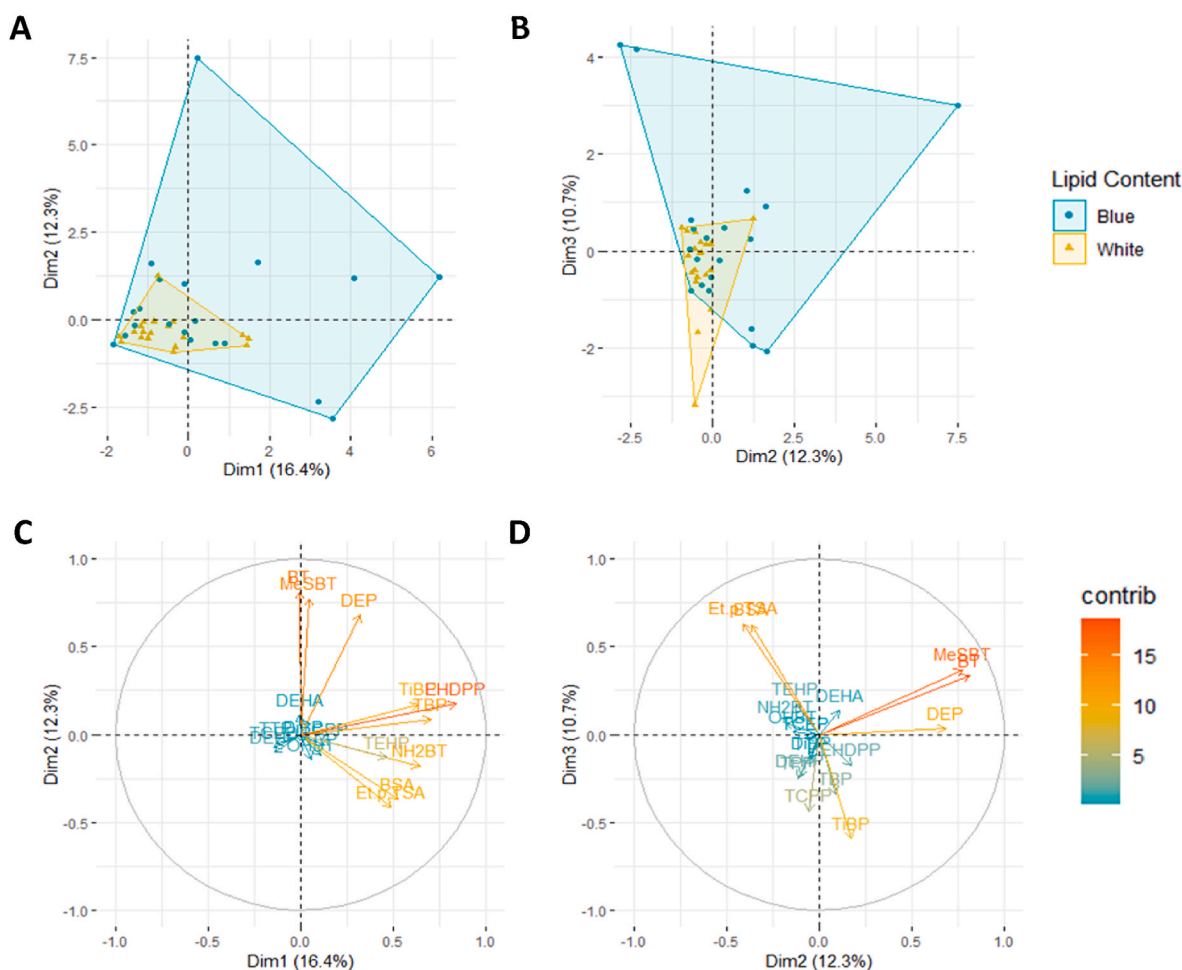 A
7.5
5.0
2.5
0.0
-2.5
Dim2 (12.3%)
-2
0
2
4
6
Dim1 (16.4%)
B
4
2
0
-2
Dim3 (10.7%)
-2.5
0.0
2.5
5.0
7.5
Dim2 (12.3%)
Lipid Content
Blue
White
C
1.0
0.5
0.0
-0.5
-1.0
Dim2 (12.3%)
BT
MeSBT
DEP
DEHA
TiBP
EHDPP
TBP
TEHP
NH2BT
BSA
Et.p.TSA
-1.0
-0.5
0.0
0.5
1.0
Dim1 (16.4%)
D
1.0
0.5
0.0
-0.5
-1.0
Dim3 (10.7%)
Et.p.TSA
BSA
MeSBT
BT
TEHP
DEHA
NH2BT
DEP
EHDPP
TBP
TCPP
TiBP
-1.0
-0.5
0.0
0.5
1.0
Dim2 (12.3%)
contrib
15
10
5